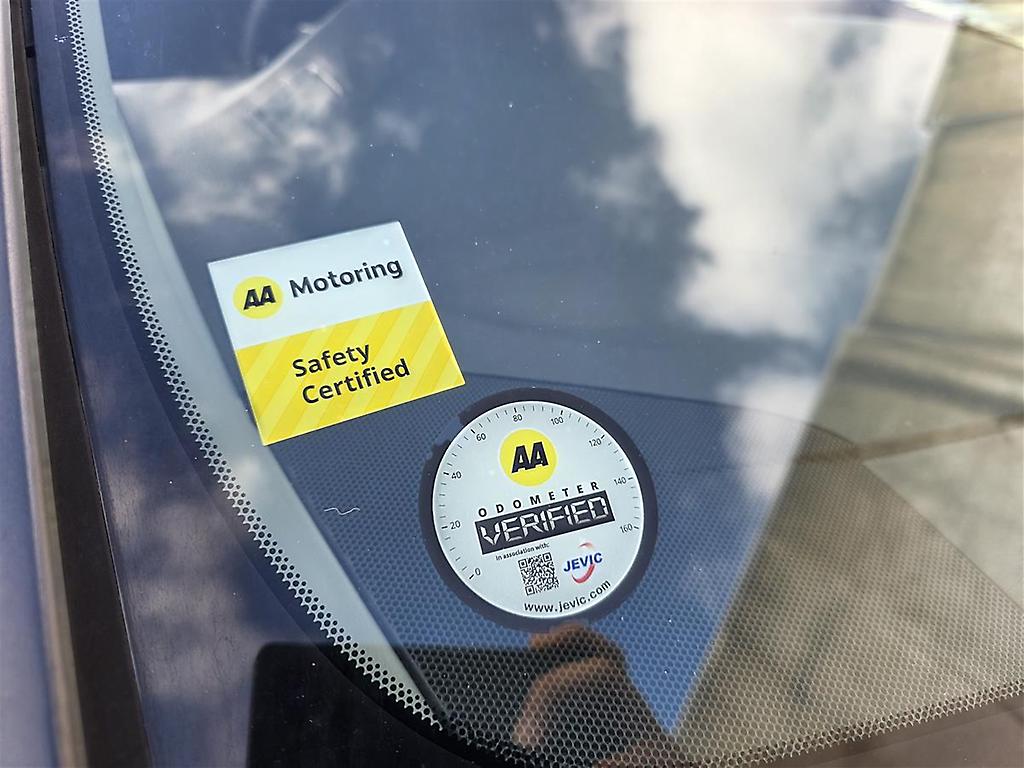 AA Motoring
Safety
Certified
0 20 40 60 80 100 120 140 160
AA
ODOMETER
VERIFIED
in association with:
JEVIC
www.jevic.com